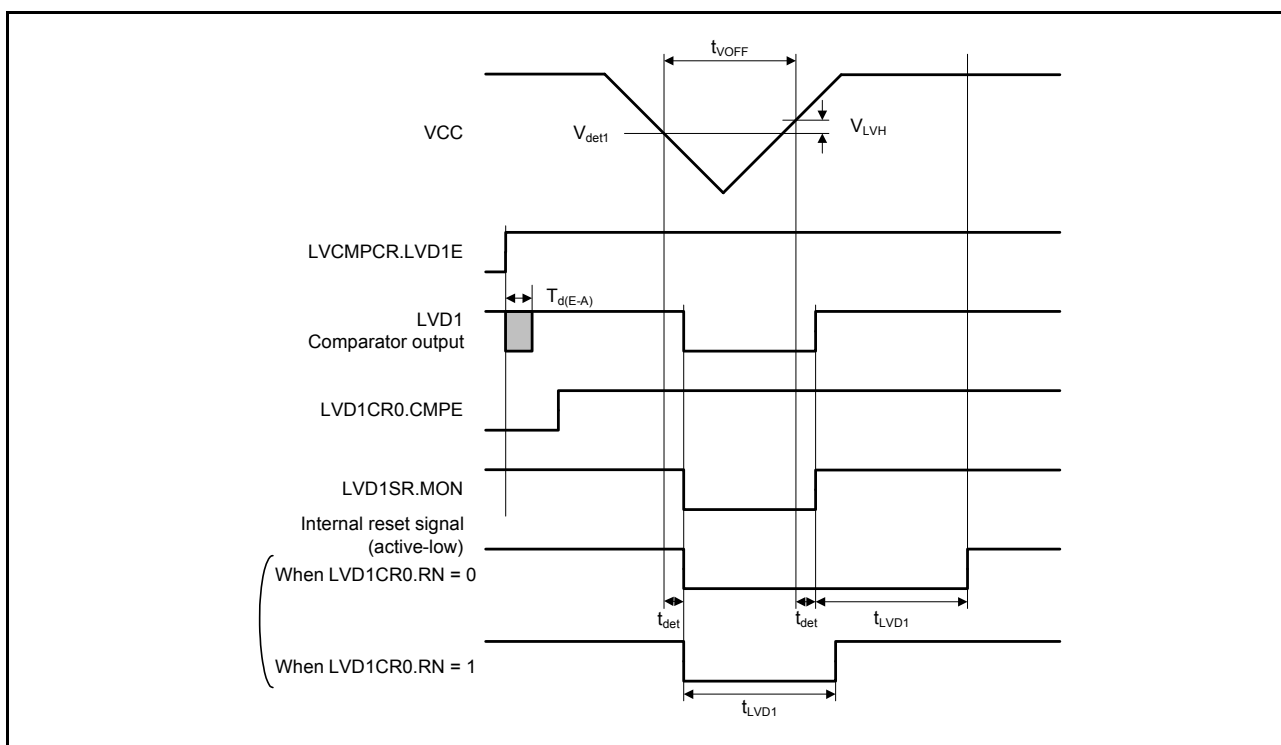 tVOFF
VCC
Vdet1
VLVH
LVCMPCR.LVD1E
Td(E-A)
LVD1
Comparator output
LVD1CR0.CMPE
LVD1SR.MON
Internal reset signal
(active-low)
When LVD1CR0.RN = 0
tdet
tdet
tLVD1
When LVD1CR0.RN = 1
tLVD1